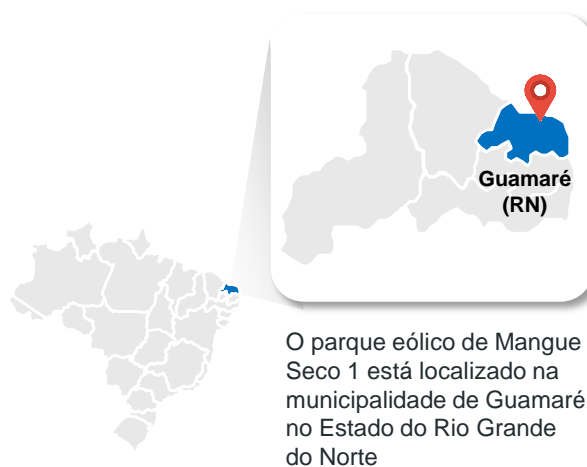 Guamaré
(RN)
O parque eólico de Mangue
Seco 1 está localizado na
municipalidade de Guamaré
no Estado do Rio Grande
do Norte